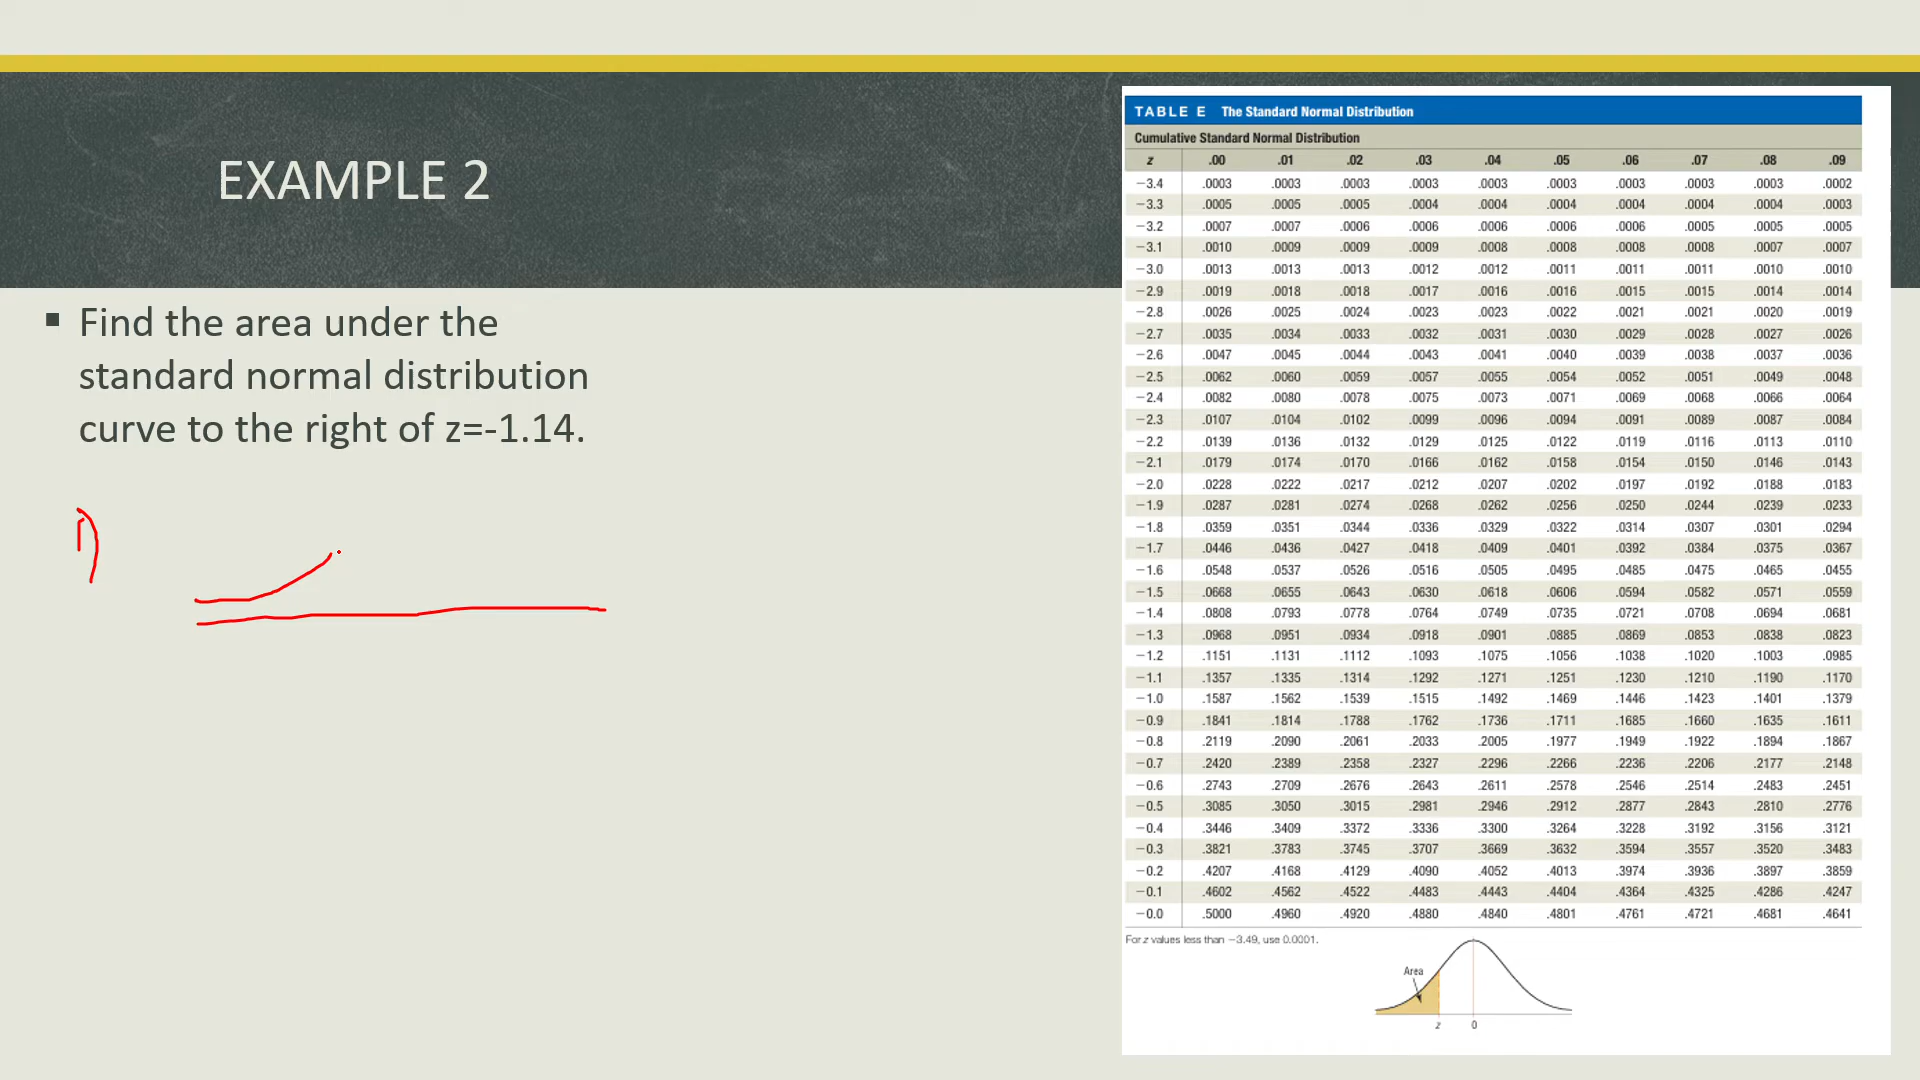 EXAMPLE 2
▪ Find the area under the
standard normal distribution
curve to the right of z=-1.14.
1)
TABLE E The Standard Normal Distribution
Cumulative Standard Normal Distribution
z .00 .01 .02 .03 .04 .05 .06 .07 .08 .09
−3.4 .0003 .0003 .0003 .0003 .0003 .0003 .0003 .0003 .0003 .0002
−3.3 .0005 .0005 .0005 .0004 .0004 .0004 .0004 .0004 .0004 .0003
−3.2 .0007 .0007 .0006 .0006 .0006 .0006 .0006 .0005 .0005 .0005
−3.1 .0010 .0009 .0009 .0009 .0008 .0008 .0008 .0008 .0007 .0007
−3.0 .0013 .0013 .0013 .0012 .0012 .0011 .0011 .0011 .0010 .0010
−2.9 .0019 .0018 .0018 .0017 .0016 .0016 .0015 .0015 .0014 .0014
−2.8 .0026 .0025 .0024 .0023 .0023 .0022 .0021 .0021 .0020 .0019
−2.7 .0035 .0034 .0033 .0032 .0031 .0030 .0029 .0028 .0027 .0026
−2.6 .0047 .0045 .0044 .0043 .0041 .0040 .0039 .0038 .0037 .0036
−2.5 .0062 .0060 .0059 .0057 .0055 .0054 .0052 .0051 .0049 .0048
−2.4 .0082 .0080 .0078 .0075 .0073 .0071 .0069 .0068 .0066 .0064
−2.3 .0107 .0104 .0102 .0099 .0096 .0094 .0091 .0089 .0087 .0084
−2.2 .0139 .0136 .0132 .0129 .0125 .0122 .0119 .0116 .0113 .0110
−2.1 .0179 .0174 .0170 .0166 .0162 .0158 .0154 .0150 .0146 .0143
−2.0 .0228 .0222 .0217 .0212 .0207 .0202 .0197 .0192 .0188 .0183
−1.9 .0287 .0281 .0274 .0268 .0262 .0256 .0250 .0244 .0239 .0233
−1.8 .0359 .0351 .0344 .0336 .0329 .0322 .0314 .0307 .0301 .0294
−1.7 .0446 .0436 .0427 .0418 .0409 .0401 .0392 .0384 .0375 .0367
−1.6 .0548 .0537 .0526 .0516 .0505 .0495 .0485 .0475 .0465 .0455
−1.5 .0668 .0655 .0643 .0630 .0618 .0606 .0594 .0582 .0571 .0559
−1.4 .0808 .0793 .0778 .0764 .0749 .0735 .0721 .0708 .0694 .0681
−1.3 .0968 .0951 .0934 .0918 .0901 .0885 .0869 .0853 .0838 .0823
−1.2 .1151 .1131 .1112 .1093 .1075 .1056 .1038 .1020 .1003 .0985
−1.1 .1357 .1335 .1314 .1292 .1271 .1251 .1230 .1210 .1190 .1170
−1.0 .1587 .1562 .1539 .1515 .1492 .1469 .1446 .1423 .1401 .1379
−0.9 .1841 .1814 .1788 .1762 .1736 .1711 .1685 .1660 .1635 .1611
−0.8 .2119 .2090 .2061 .2033 .2005 .1977 .1949 .1922 .1894 .1867
−0.7 .2420 .2389 .2358 .2327 .2296 .2266 .2236 .2206 .2177 .2148
−0.6 .2743 .2709 .2676 .2643 .2611 .2578 .2546 .2514 .2483 .2451
−0.5 .3085 .3050 .3015 .2981 .2946 .2912 .2877 .2843 .2810 .2776
−0.4 .3446 .3409 .3372 .3336 .3300 .3264 .3228 .3192 .3156 .3121
−0.3 .3821 .3783 .3745 .3707 .3669 .3632 .3594 .3557 .3520 .3483
−0.2 .4207 .4168 .4129 .4090 .4052 .4013 .3974 .3936 .3897 .3859
−0.1 .4602 .4562 .4522 .4483 .4443 .4404 .4364 .4325 .4286 .4247
−0.0 .5000 .4960 .4920 .4880 .4840 .4801 .4761 .4721 .4681 .4641
For z values less than −3.49, use 0.0001.
Area
z 0